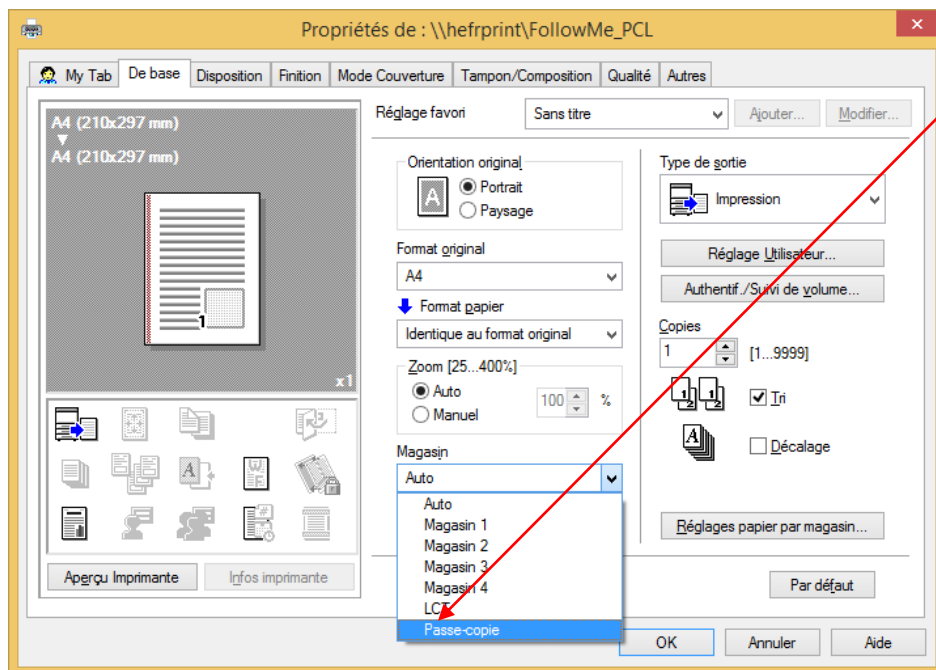 Propriétés de : \\hefrprint\FollowMe_PCL
My Tab De base Disposition Finition Mode Couverture Tampon/Composition Qualité Autres
A4 (210x297 mm)
A4 (210x297 mm)
1
x1
Aperçu Imprimante Infos imprimante
Réglage favori Sans titre Ajouter... Modifier...
Orientation original
A
Portrait
Paysage
Format original
A4
Format papier
Identique au format original
Zoom [25...400%]
Auto
Manuel
100 %
Magasin
Auto
Auto
Magasin 1
Magasin 2
Magasin 3
Magasin 4
LCT
Passe-copie
Type de sortie
Impression
Réglage Utilisateur...
Authentif./Suivi de volume...
Copies
1 [1...9999]
Tri
Décalage
Réglages papier par magasin...
Par défaut
OK Annuler Aide